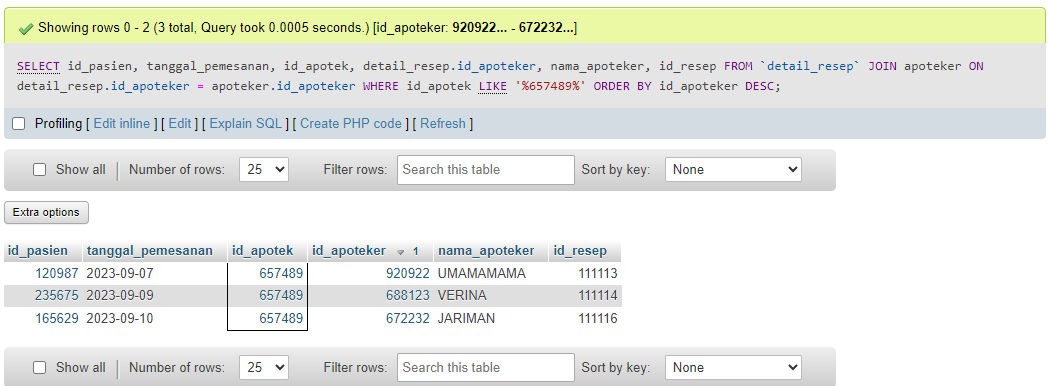 Showing rows 0 - 2 (3 total, Query took 0.0005 seconds.) [id_apoteker: 920922... - 672232...]
SELECT id_pasien, tanggal_pemesanan, id_apotek, detail_resep.id_apoteker, nama_apoteker, id_resep FROM `detail_resep` JOIN apoteker ON
detail_resep.id_apoteker = apoteker.id_apoteker WHERE id_apotek LIKE '%657489%' ORDER BY id_apoteker DESC;
Profiling [ Edit inline ] [ Edit ] [ Explain SQL ] [ Create PHP code ] [ Refresh ]
Show all Number of rows: 25 Filter rows: Search this table Sort by key: None
Extra options
id_pasien tanggal_pemesanan id_apotek id_apoteker 1 nama_apoteker id_resep
120987 2023-09-07 657489 920922 UMAMAMAMA 111113
235675 2023-09-09 657489 688123 VERINA 111114
165629 2023-09-10 657489 672232 JARIMAN 111116
Show all Number of rows: 25 Filter rows: Search this table Sort by key: None